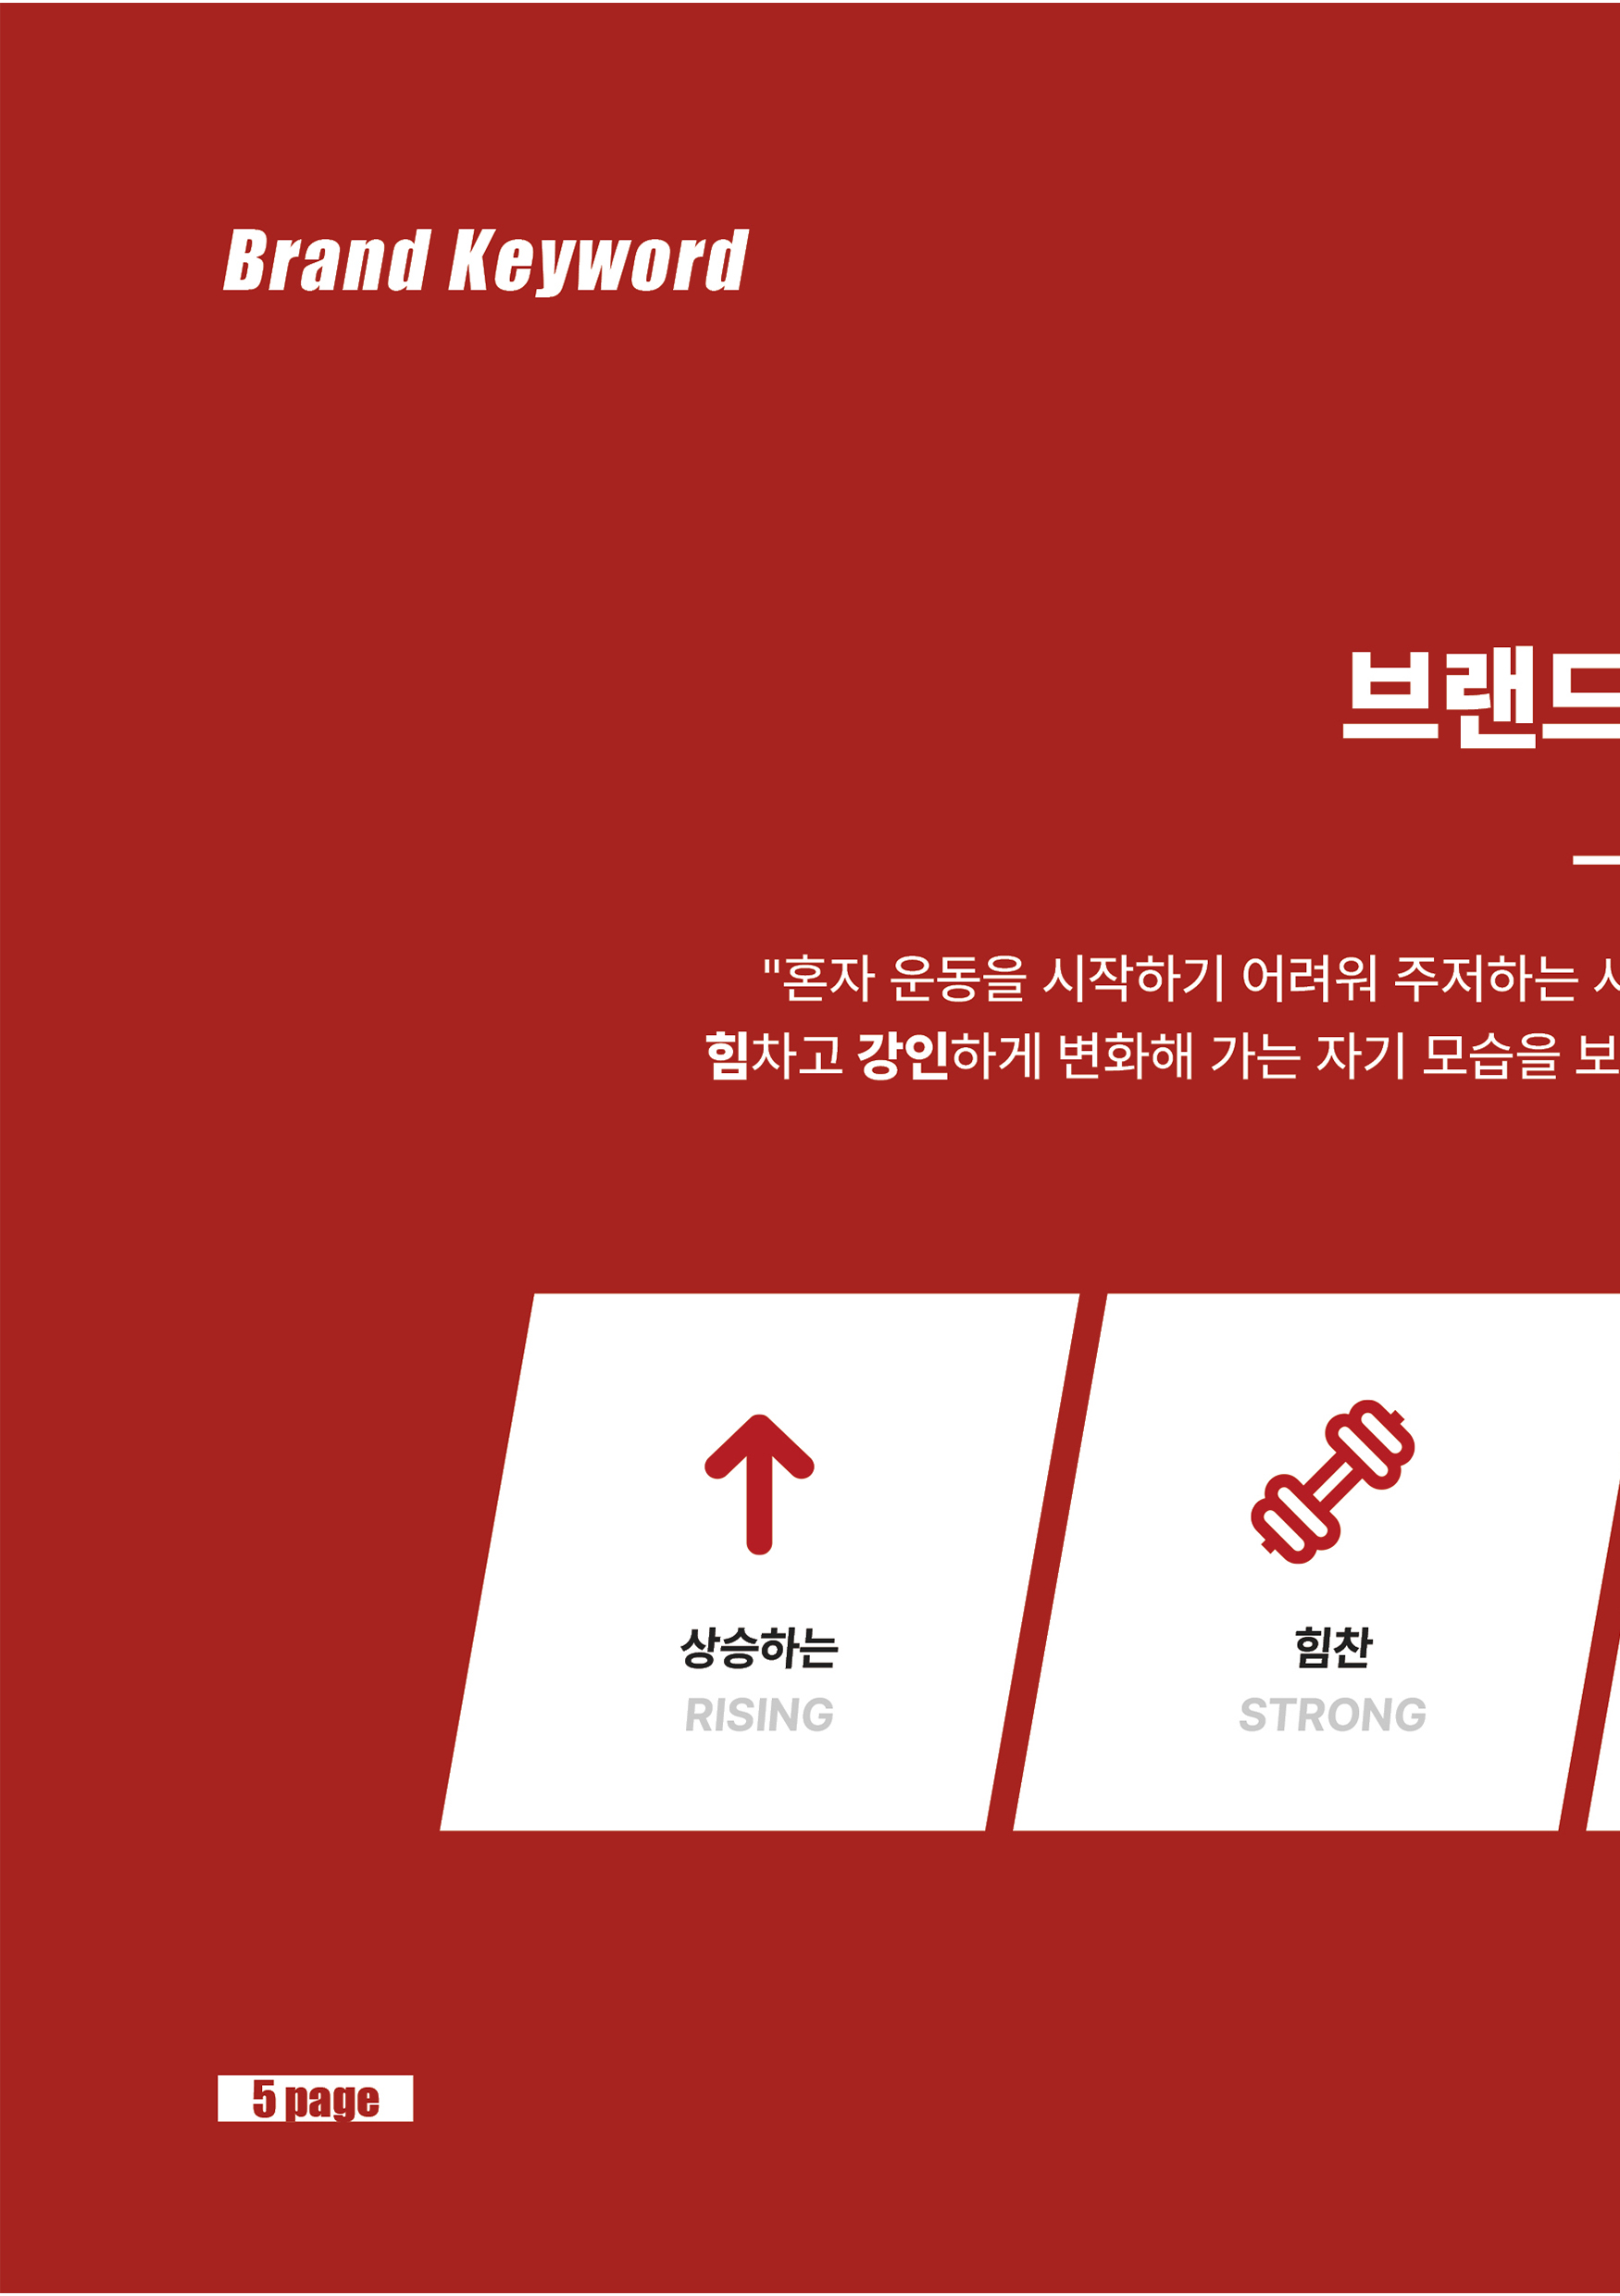 Brand Keyword
브랜드
"혼자 운동을 시작하기 어려워 주저하는
힘차고 강인하게 변화해 가는 자기 모습을 보
상승하는
RISING
힘찬
STRONG
5 page